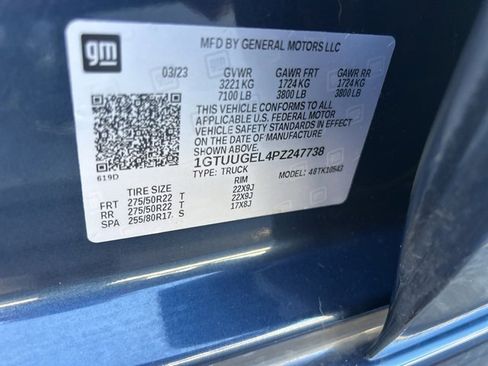 gm
MFD BY GENERAL MOTORS LLC
03/23 GVWR GAWR FRT GAWR RR
3221 KG 1724 KG 1724 KG
7100 LB 3800 LB 3800 LB
THIS VEHICLE CONFORMS TO ALL
APPLICABLE U.S. FEDERAL MOTOR
VEHICLE SAFETY STANDARDS IN
EFFECT ON THE DATE OF
MANUFACTURE SHOWN ABOVE.
1GTUUGEL4PZ247738
TYPE: TRUCK MODEL:
619D
TIRE SIZE RIM
FRT 275/50R22 T 22X9J
RR 275/50R22 T 22X9J
SPA 255/80R17 S 17X8J